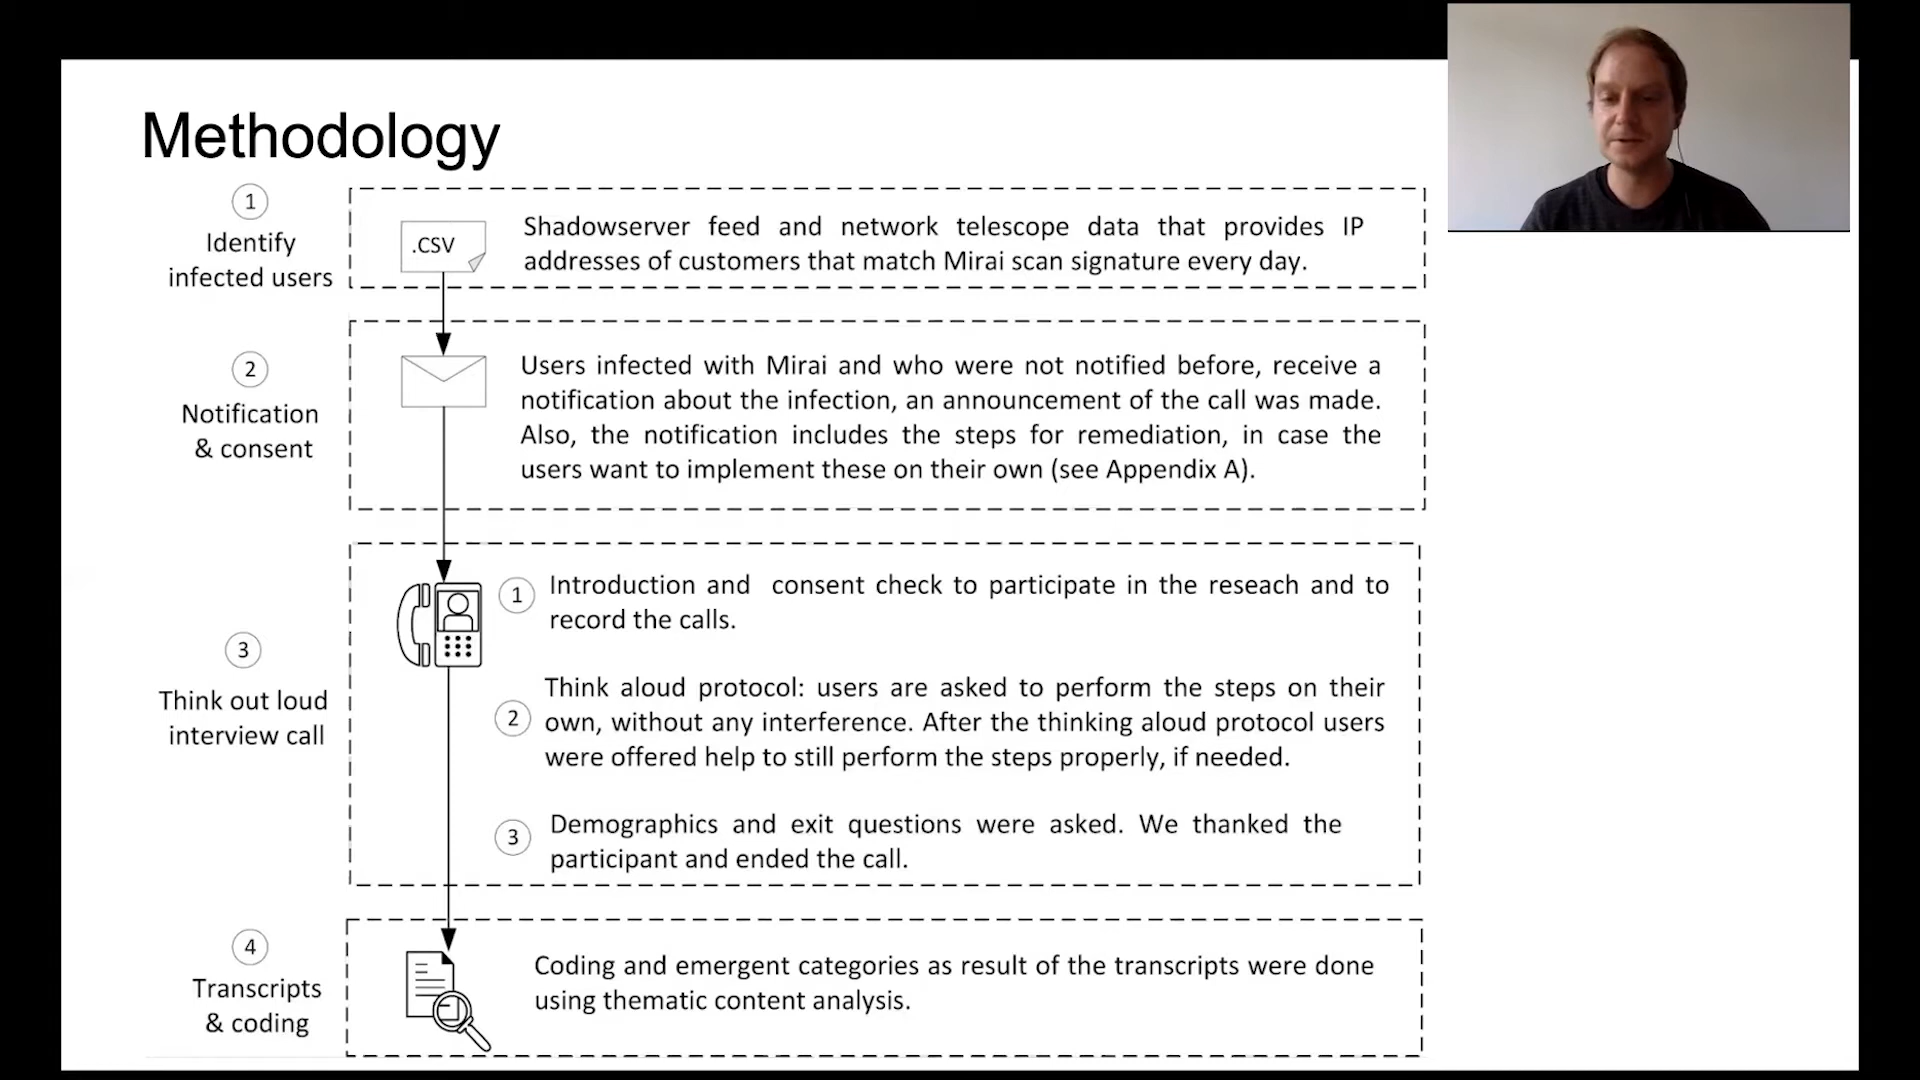 Methodology
1
Identify
infected users
.CSV
Shadowserver feed and network telescope data that provides IP
addresses of customers that match Mirai scan signature every day.
2
Notification
& consent
Users infected with Mirai and who were not notified before, receive a
notification about the infection, an announcement of the call was made.
Also, the notification includes the steps for remediation, in case the
users want to implement these on their own (see Appendix A).
3
Think out loud
interview call
1
Introduction and consent check to participate in the reseach and to
record the calls.
2
Think aloud protocol: users are asked to perform the steps on their
own, without any interference. After the thinking aloud protocol users
were offered help to still perform the steps properly, if needed.
3
Demographics and exit questions were asked. We thanked the
participant and ended the call.
4
Transcripts
& coding
Coding and emergent categories as result of the transcripts were done
using thematic content analysis.